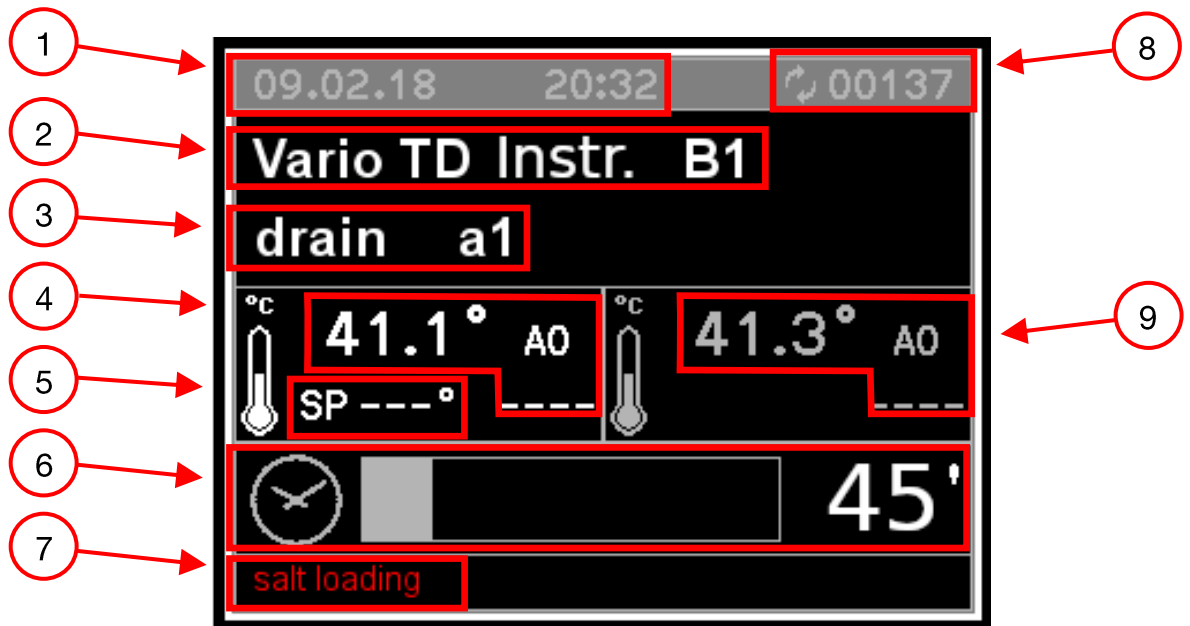 1
8
09.02.18 20:32 00137
2
Vario TD Instr. B1
3
drain a1
4
°C 41.1° A0 °C 41.3° A0
9
5
SP ---° ---- ----
6
45'
7
salt loading